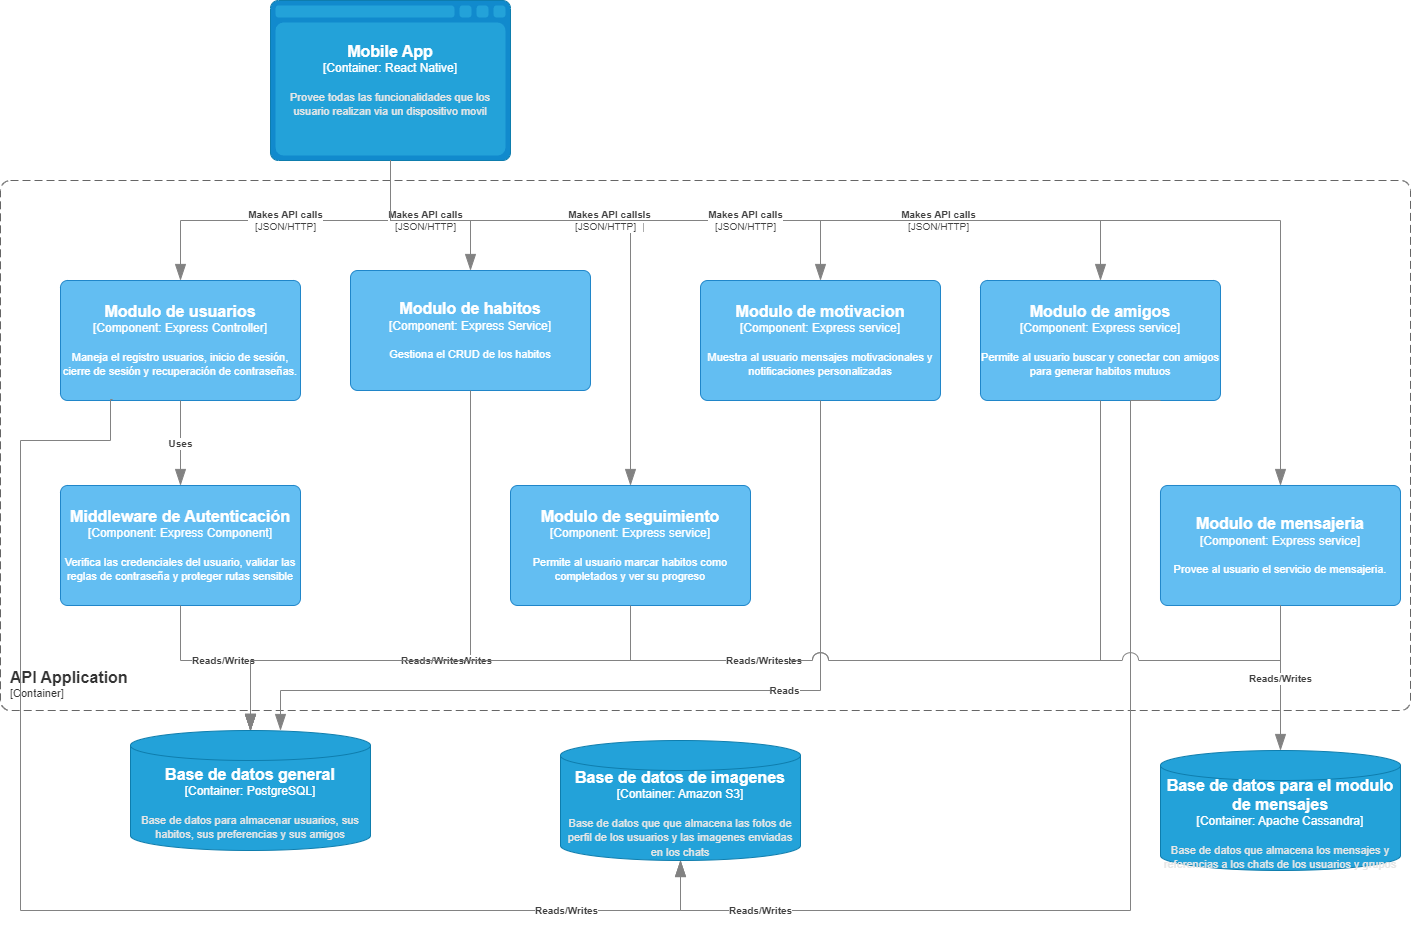 Mobile App
[Container: React Native]
Provee todas las funcionalidades que los
usuario realizan via un dispositivo movil
Makes API calls
[JSON/HTTP]
Makes API calls
[JSON/HTTP]
Makes API callsls
[JSON/HTTP]
Makes API calls
[JSON/HTTP]
Makes API calls
[JSON/HTTP]
Modulo de usuarios
[Component: Express Controller]
Maneja el registro usuarios, inicio de sesión,
cierre de sesión y recuperación de contraseñas.
Modulo de habitos
[Component: Express Service]
Gestiona el CRUD de los habitos
Modulo de motivacion
[Component: Express service]
Muestra al usuario mensajes motivacionales y
notificaciones personalizadas
Modulo de amigos
[Component: Express service]
Permite al usuario buscar y conectar con amigos
para generar habitos mutuos
Uses
Middleware de Autenticación
[Component: Express Component]
Verifica las credenciales del usuario, validar las
reglas de contraseña y proteger rutas sensible
Modulo de seguimiento
[Component: Express service]
Permite al usuario marcar habitos como
completados y ver su progreso
Modulo de mensajeria
[Component: Express service]
Provee al usuario el servicio de mensajeria.
Reads/Writes
Reads/Writes
Reads/Writes
Reads/Writes
Reads
API Application
[Container]
Base de datos general
[Container: PostgreSQL]
Base de datos para almacenar usuarios, sus
habitos, sus preferencias y sus amigos
Base de datos de imagenes
[Container: Amazon S3]
Base de datos que que almacena las fotos de
perfil de los usuarios y las imagenes enviadas
en los chats
Base de datos para el modulo
de mensajes
[Container: Apache Cassandra]
Base de datos que almacena los mensajes y
referencias a los chats de los usuarios y grupos
Reads/Writes
Reads/Writes